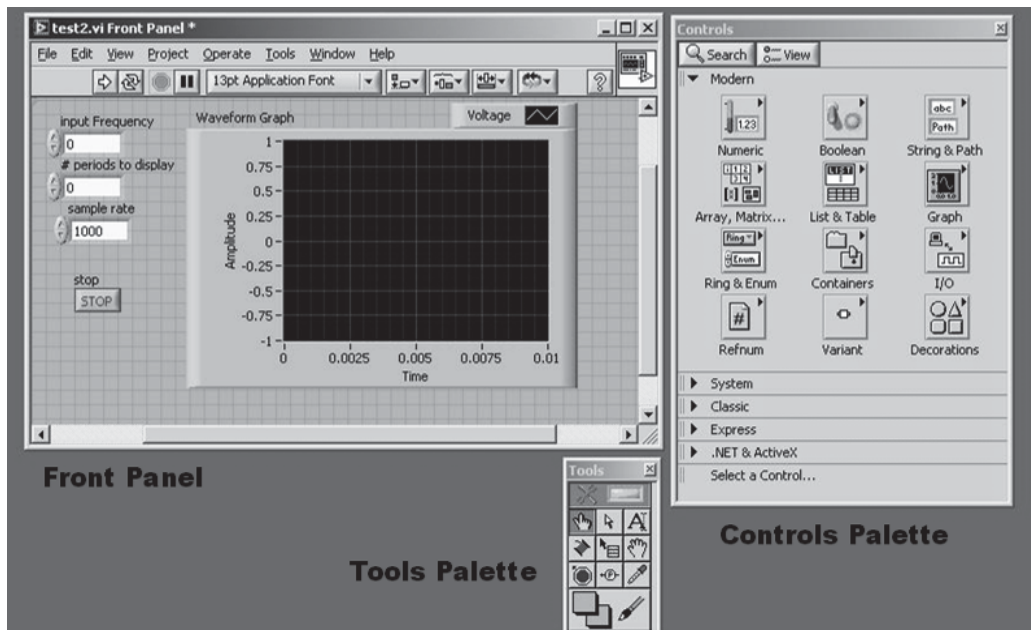 test2.vi Front Panel *
File Edit View Project Operate Tools Window Help
13pt Application Font
input Frequency
0
# periods to display
0
sample rate
1000
stop
STOP
Waveform Graph
Voltage
Amplitude
1
0.75
0.5
0.25
0
-0.25
-0.5
-0.75
-1
0 0.0025 0.005 0.0075 0.01
Time
Front Panel
Controls
Search View
Modern
1.23
abc
Path
Numeric Boolean String & Path
LIST
Array, Matrix... List & Table Graph
Ring
Enum
Ring & Enum Containers I/O
#
Refnum Variant Decorations
System
Classic
Express
.NET & ActiveX
Select a Control...
Controls Palette
Tools
A
P
Tools Palette